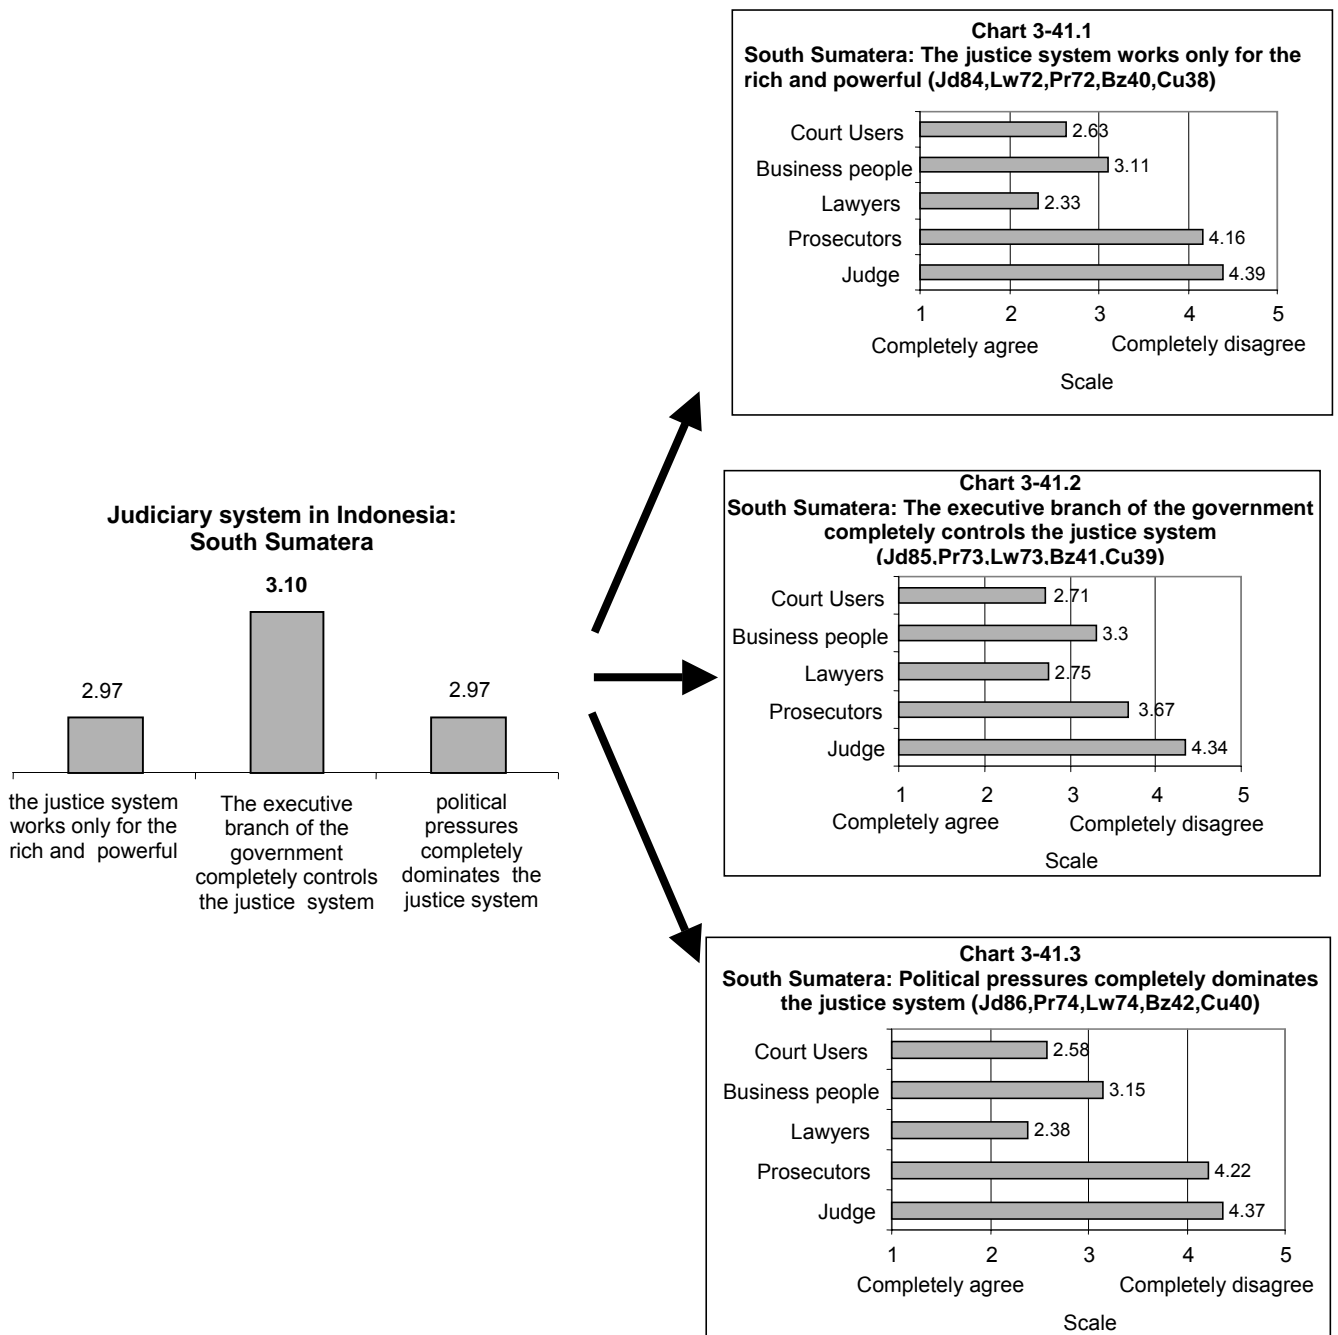 Judiciary system in Indonesia:
South Sumatera
3.10
2.97
2.97
the justice system
works only for the
rich and powerful
The executive
branch of the
government
completely controls
the justice system
political
pressures
completely
dominates the
justice system
Chart 3-41.1
South Sumatera: The justice system works only for the
rich and powerful (Jd84,Lw72,Pr72,Bz40,Cu38)
Court Users 2.63
Business people 3.11
Lawyers 2.33
Prosecutors 4.16
Judge 4.39
1 2 3 4 5
Completely agree Completely disagree
Scale
Chart 3-41.2
South Sumatera: The executive branch of the government
completely controls the justice system
(Jd85,Pr73,Lw73,Bz41,Cu39)
Court Users 2.71
Business people 3.3
Lawyers 2.75
Prosecutors 3.67
Judge 4.34
1 2 3 4 5
Completely agree Completely disagree
Scale
Chart 3-41.3
South Sumatera: Political pressures completely dominates
the justice system (Jd86,Pr74,Lw74,Bz42,Cu40)
Court Users 2.58
Business people 3.15
Lawyers 2.38
Prosecutors 4.22
Judge 4.37
1 2 3 4 5
Completely agree Completely disagree
Scale